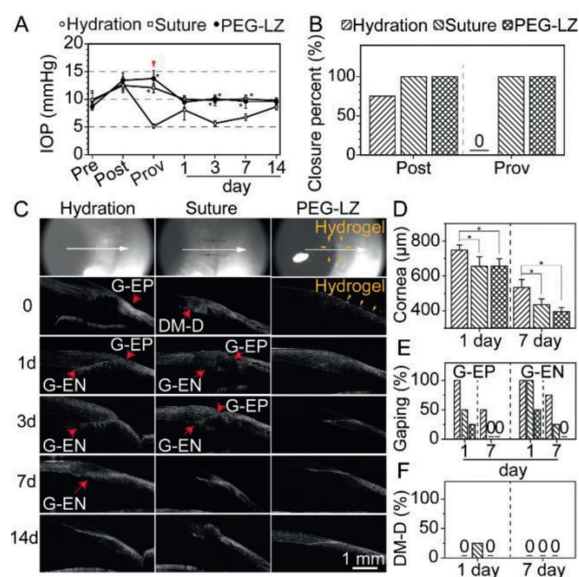 A
Hydration Suture PEG-LZ
IOP (mmHg)
20
15
10
5
0
Pre Post Prov 1 3 7 14
day
*
*
*
*
*
B
Hydration Suture PEG-LZ
Closure percent (%)
150
100
50
0
0
Post Prov
C
Hydration Suture PEG-LZ
Hydrogel
0
G-EP
DM-D
Hydrogel
1d
G-EP
G-EN
G-EP
G-EN
3d
G-EN
G-EP
G-EN
7d
G-EN
14d
1 mm
D
Cornea (μm)
800
600
400
* * * *
1 day 7 day
E
Gaping (%)
100
50
0
G-EP G-EN
00 0
1 7 1 7
day
F
DM-D (%)
100
50
0
0 0 0 0 0
1 day 7 day